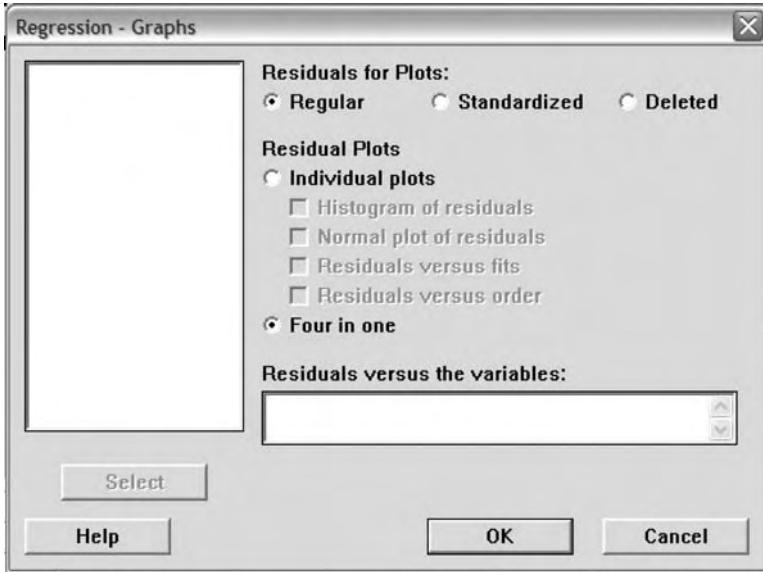 Regression - Graphs
Residuals for Plots:
Regular Standardized Deleted
Residual Plots
Individual plots
Histogram of residuals
Normal plot of residuals
Residuals versus fits
Residuals versus order
Four in one
Residuals versus the variables:
Select
Help OK Cancel